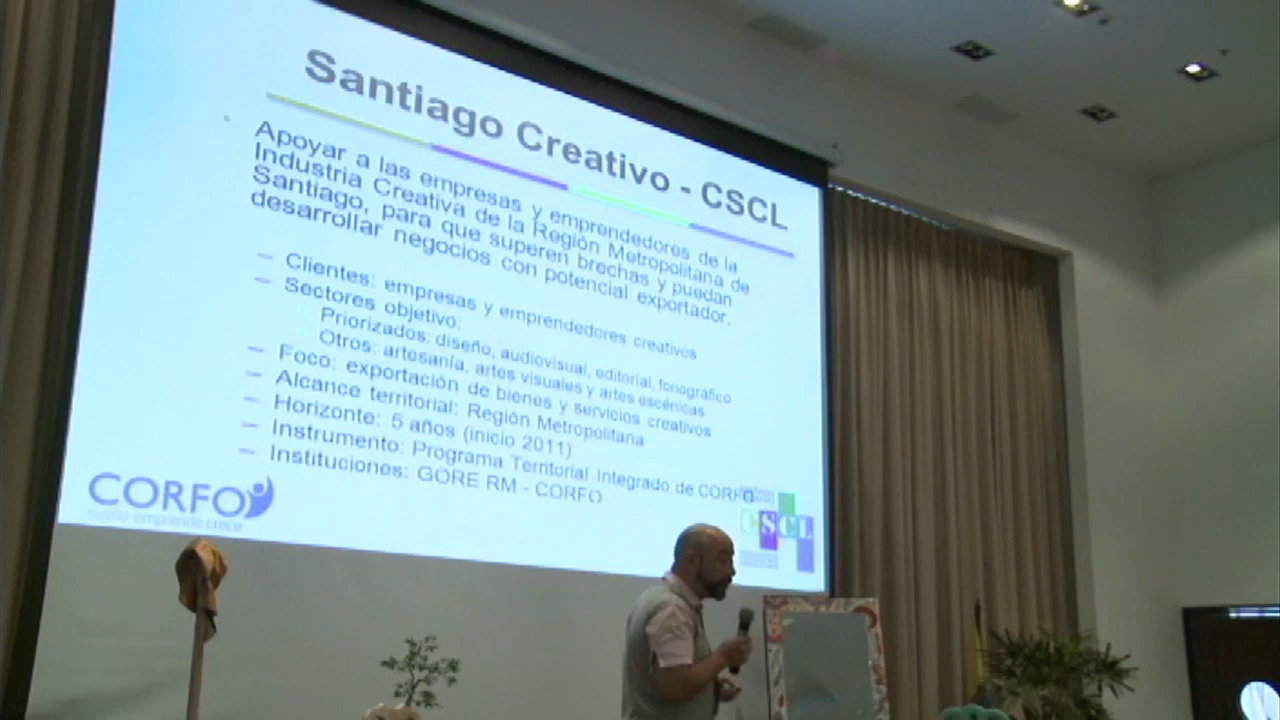 Santiago Creativo - CSCL
Apoyar a las empresas y emprendedores de la
Industria Creativa de la Región Metropolitana de
Santiago, para que superen brechas y puedan
desarrollar negocios con potencial exportador.
– Clientes: empresas y emprendedores creativos
– Sectores objetivo:
Priorizados: diseño, audiovisual, editorial, fonográfico
Otros: artesanía, artes visuales y artes escénicas
– Foco: exportación de bienes y servicios creativos
– Alcance territorial: Región Metropolitana
– Horizonte: 5 años (inicio 2011)
– Instrumento: Programa Territorial Integrado de CORFO
– Instituciones: GORE RM - CORFO
CORFO
sueña emprende crece
CSCL